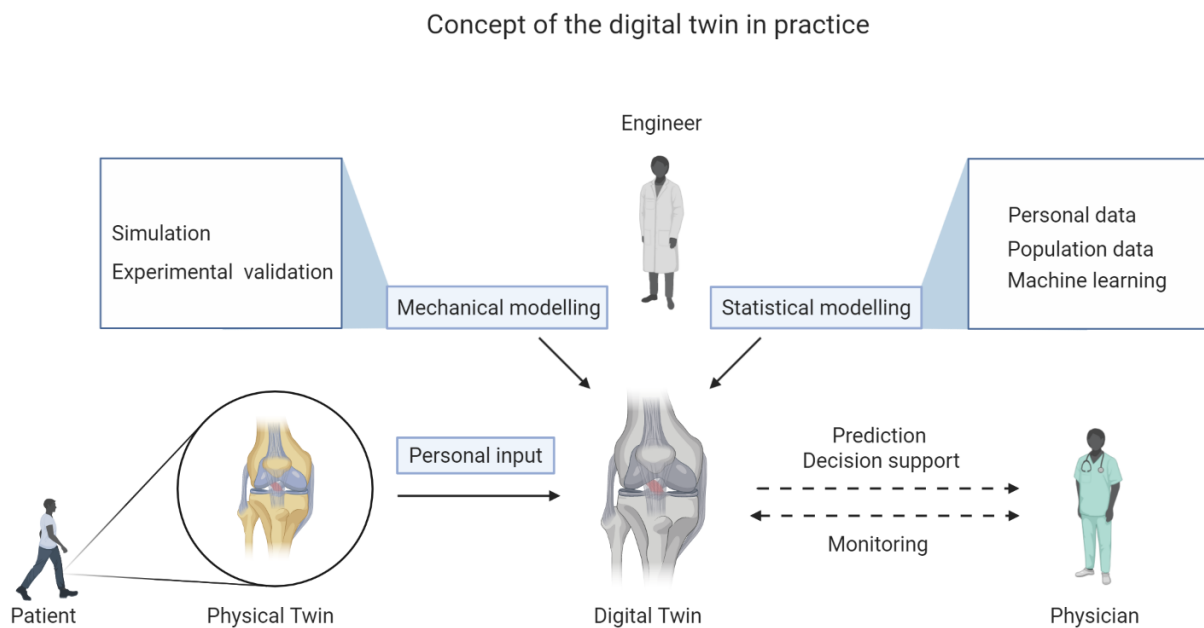 Concept of the digital twin in practice
Engineer
Simulation
Experimental validation
Mechanical modelling
Statistical modelling
Personal data
Population data
Machine learning
Personal input
Prediction
Decision support
Monitoring
Patient
Physical Twin
Digital Twin
Physician